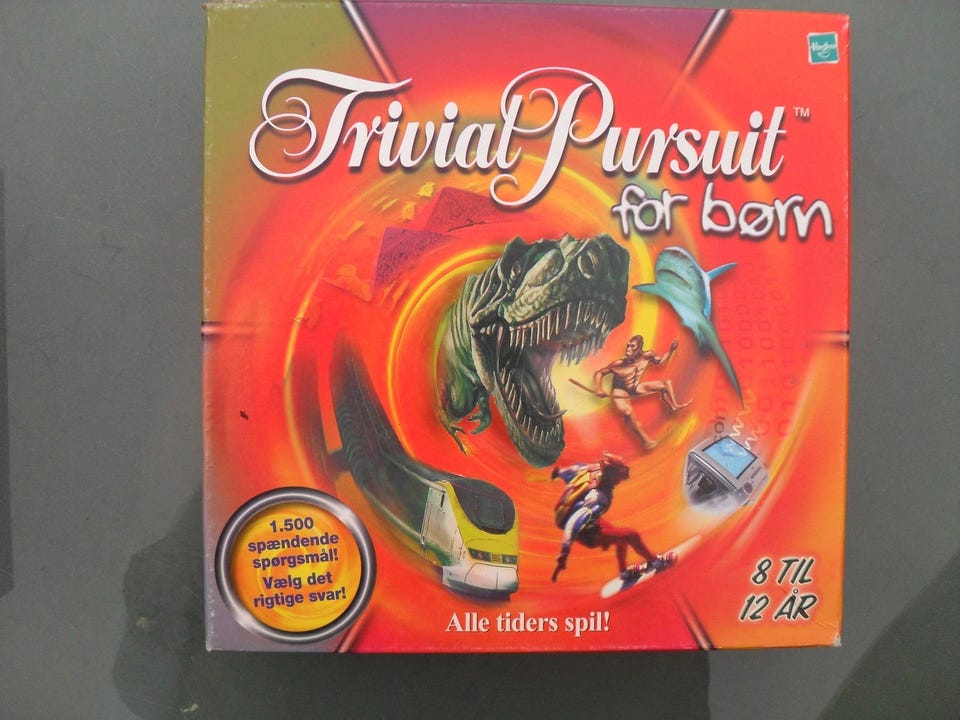 Trivial Pursuit™
for børn
1.500
spændende
spørgsmål!
Vælg det
rigtige svar!
Alle tiders spil!
8 TIL
12 ÅR